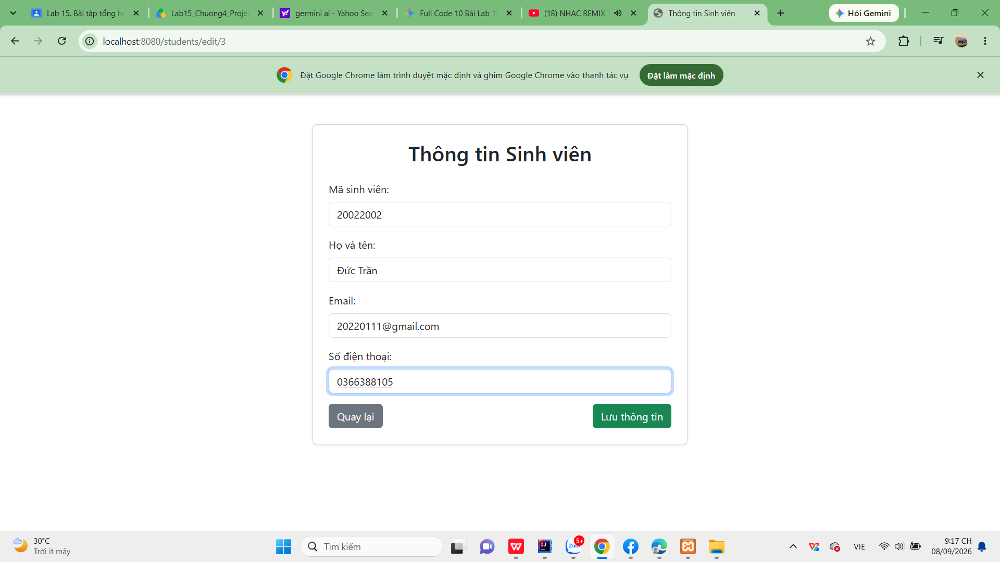 Lab 15. Bài tập tổng hợ
Lab15_Chuong4_Projec
germini ai - Yahoo Sea
Full Code 10 Bài Lab 15
(18) NHẠC REMIX T
Thông tin Sinh viên
Hỏi Gemini
localhost:8080/students/edit/3
Đặt Google Chrome làm trình duyệt mặc định và ghim Google Chrome vào thanh tác vụ
Đặt làm mặc định
Thông tin Sinh viên
Mã sinh viên:
20022002
Họ và tên:
Đức Trần
Email:
20220111@gmail.com
Số điện thoại:
0366388105
Quay lại
Lưu thông tin
30°C
Trời ít mây
Tìm kiếm
Zalo
5+
VIE
9:17 CH
08/09/2026